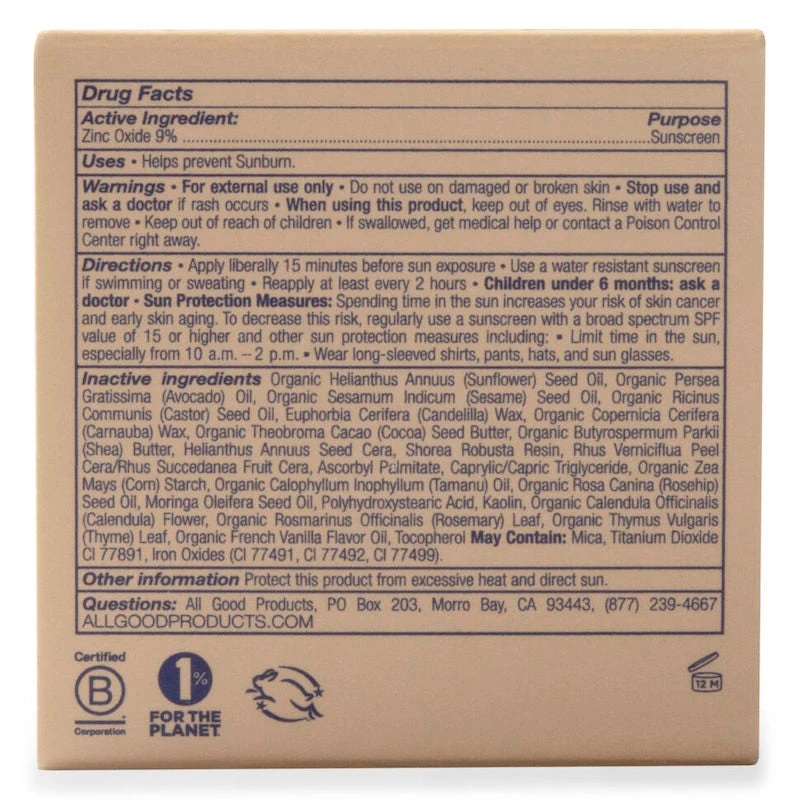 Drug Facts
Active Ingredient: Purpose
Zinc Oxide 9% ........................................................................Sunscreen
Uses • Helps prevent Sunburn.
Warnings • For external use only • Do not use on damaged or broken skin • Stop use and
ask a doctor if rash occurs • When using this product, keep out of eyes. Rinse with water to
remove • Keep out of reach of children • If swallowed, get medical help or contact a Poison Control
Center right away.
Directions • Apply liberally 15 minutes before sun exposure • Use a water resistant sunscreen
if swimming or sweating • Reapply at least every 2 hours • Children under 6 months: ask a
doctor • Sun Protection Measures: Spending time in the sun increases your risk of skin cancer
and early skin aging. To decrease this risk, regularly use a sunscreen with a broad spectrum SPF
value of 15 or higher and other sun protection measures including: • Limit time in the sun,
especially from 10 a.m. – 2 p.m. • Wear long-sleeved shirts, pants, hats, and sun glasses.
Inactive ingredients Organic Helianthus Annuus (Sunflower) Seed Oil, Organic Persea
Gratissima (Avocado) Oil, Organic Sesamum Indicum (Sesame) Seed Oil, Organic Ricinus
Communis (Castor) Seed Oil, Euphorbia Cerifera (Candelilla) Wax, Organic Copernicia Cerifera
(Carnauba) Wax, Organic Theobroma Cacao (Cocoa) Seed Butter, Organic Butyrospermum Parkii
(Shea) Butter, Helianthus Annuus Seed Cera, Shorea Robusta Resin, Rhus Verniciflua Peel
Cera/Rhus Succedanea Fruit Cera, Ascorbyl Palmitate, Caprylic/Capric Triglyceride, Organic Zea
Mays (Corn) Starch, Organic Calophyllum Inophyllum (Tamanu) Oil, Organic Rosa Canina (Rosehip)
Seed Oil, Moringa Oleifera Seed Oil, Polyhydroxystearic Acid, Kaolin, Organic Calendula Officinalis
(Calendula) Flower, Organic Rosmarinus Officinalis (Rosemary) Leaf, Organic Thymus Vulgaris
(Thyme) Leaf, Organic French Vanilla Flavor Oil, Tocopherol May Contain: Mica, Titanium Dioxide
CI 77891, Iron Oxides (CI 77491, CI 77492, CI 77499).
Other information Protect this product from excessive heat and direct sun.
Questions: All Good Products, PO Box 203, Morro Bay, CA 93443, (877) 239-4667
ALLGOODPRODUCTS.COM
Certified
B
Corporation
1%
FOR THE
PLANET
12 M